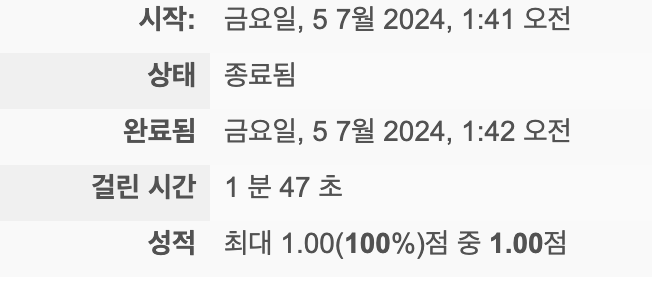 시작: 금요일, 5 7월 2024, 1:41 오전
상태 종료됨
완료됨 금요일, 5 7월 2024, 1:42 오전
걸린 시간 1 분 47 초
성적 최대 1.00(100%)점 중 1.00점